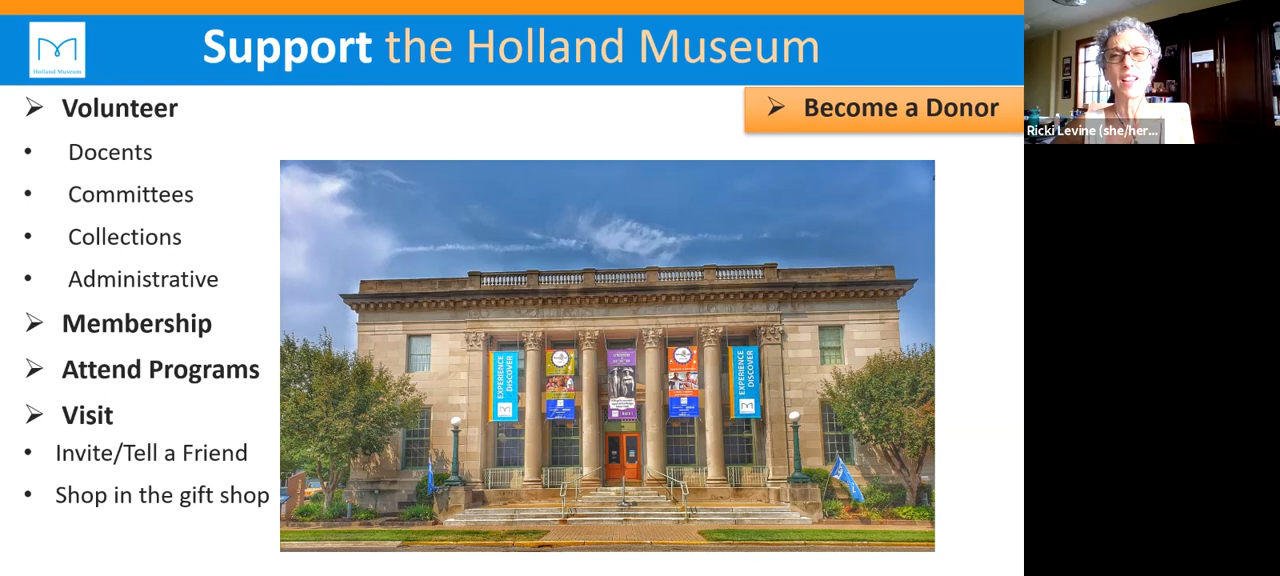 Support the Holland Museum
Holland Museum
Volunteer
Docents
Committees
Collections
Administrative
Membership
Attend Programs
Visit
Invite/Tell a Friend
Shop in the gift shop
Become a Donor
EXPERIENCE
DISCOVER
EXPERIENCE
DISCOVER
Ricki Levine (she/her...